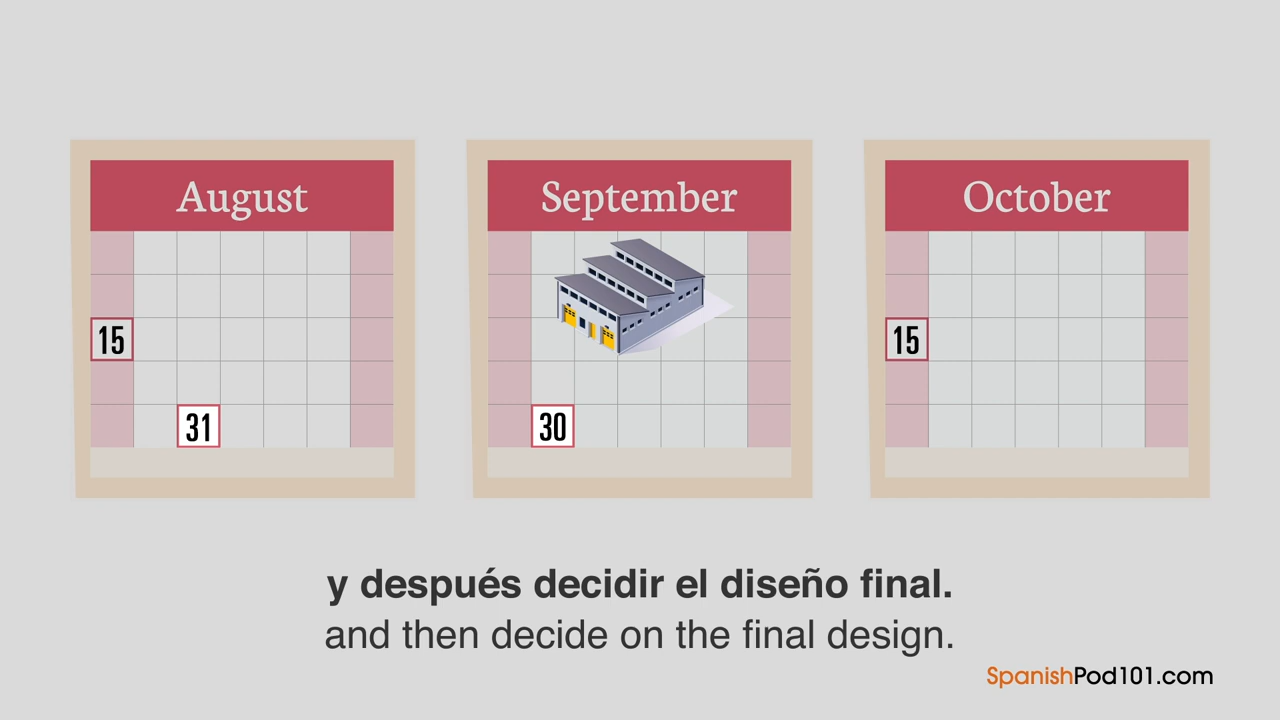 August
September
October
15
15
31
30
y después decidir el diseño final.
and then decide on the final design.
SpanishPod101.com